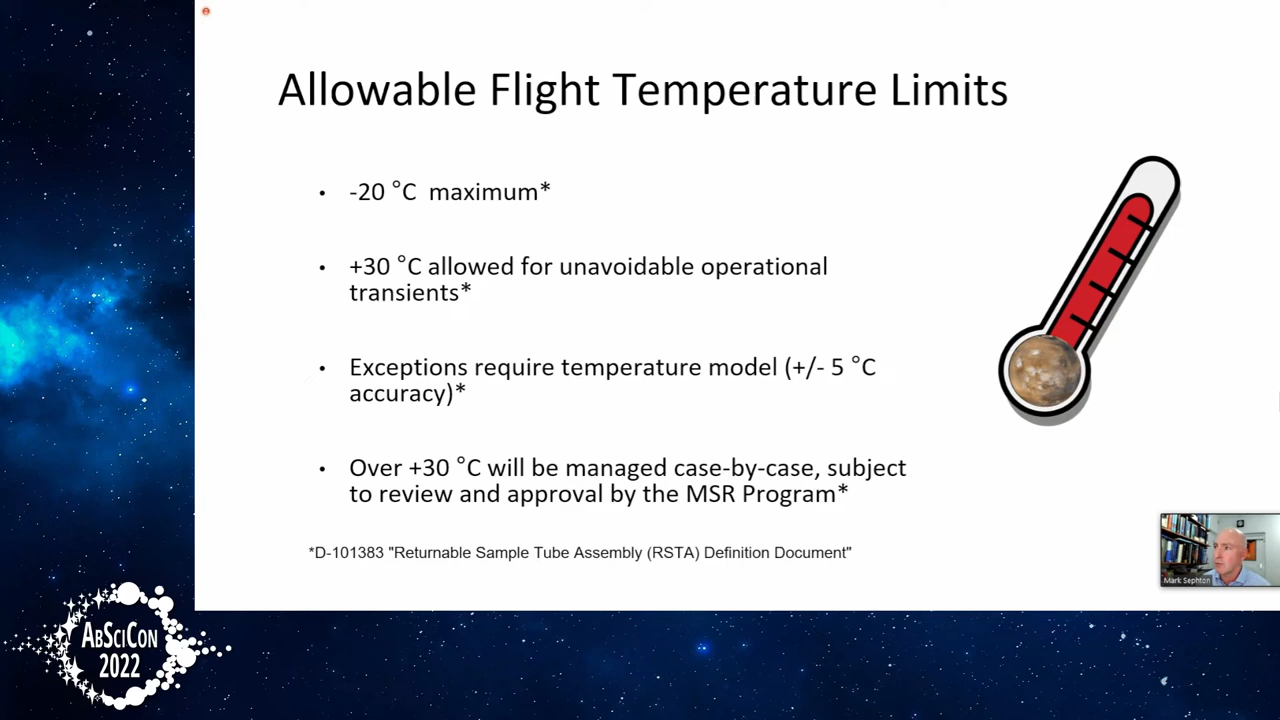 Allowable Flight Temperature Limits
• -20 °C  maximum*
• +30 °C allowed for unavoidable operational
transients*
• Exceptions require temperature model (+/- 5 °C
accuracy)*
• Over +30 °C will be managed case-by-case, subject
to review and approval by the MSR Program*
*D-101383 "Returnable Sample Tube Assembly (RSTA) Definition Document"
Mark Sephton
AbSciCon
2022